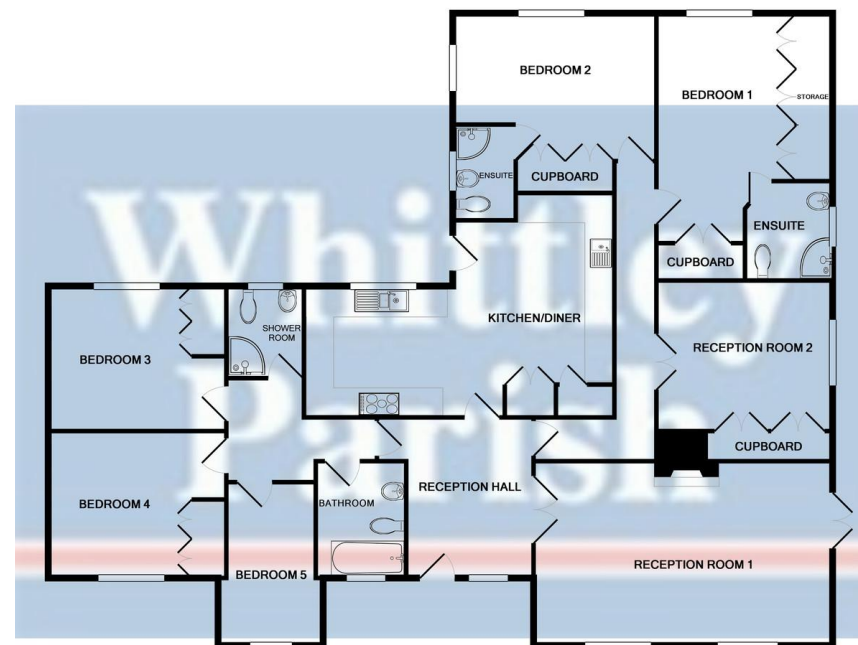 BEDROOM 2
BEDROOM 1
STORAGE
ENSUITE
CUPBOARD
ENSUITE
CUPBOARD
KITCHEN/DINER
SHOWER
ROOM
BEDROOM 3
RECEPTION ROOM 2
CUPBOARD
BEDROOM 4
BATHROOM
RECEPTION HALL
BEDROOM 5
RECEPTION ROOM 1
Whittley
Parish